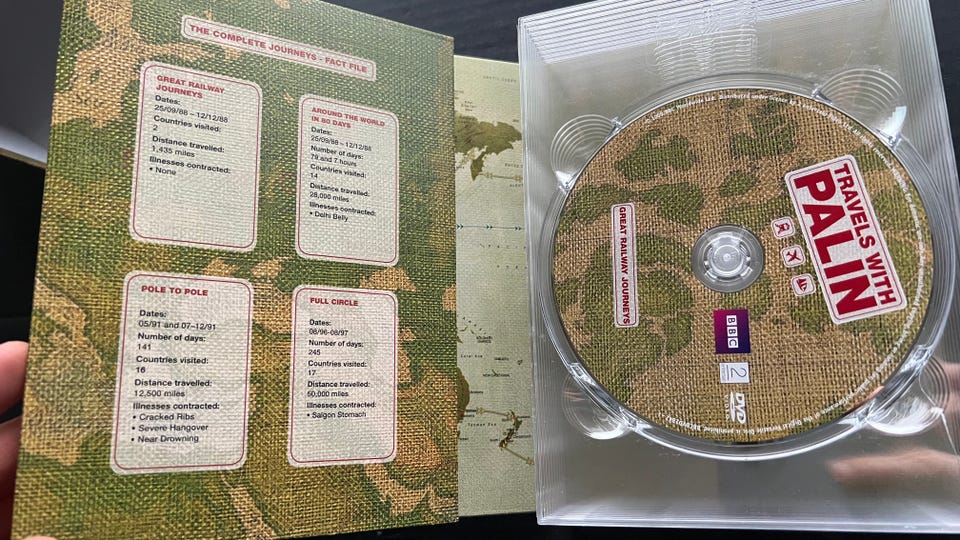 THE COMPLETE JOURNEYS - FACT FILE
GREAT RAILWAY
JOURNEYS
Dates:
25/09/88 – 12/12/88
Countries visited:
2
Distance travelled:
1,435 miles
Illnesses contracted:
• None
AROUND THE WORLD
IN 80 DAYS
Dates:
25/09/88 – 12/12/88
Number of days:
79 and 7 hours
Countries visited:
14
Distance travelled:
28,000 miles
Illnesses contracted:
• Delhi Belly
POLE TO POLE
Dates:
05/91 and 07–12/91
Number of days:
141
Countries visited:
16
Distance travelled:
12,500 miles
Illnesses contracted:
• Cracked Ribs
• Severe Hangover
• Near Drowning
FULL CIRCLE
Dates:
08/96-08/97
Number of days:
245
Countries visited:
17
Distance travelled:
50,000 miles
Illnesses contracted:
• Saigon Stomach
TRAVELS WITH
PALIN
GREAT RAILWAY JOURNEYS
BBC
2
DVD
VIDEO